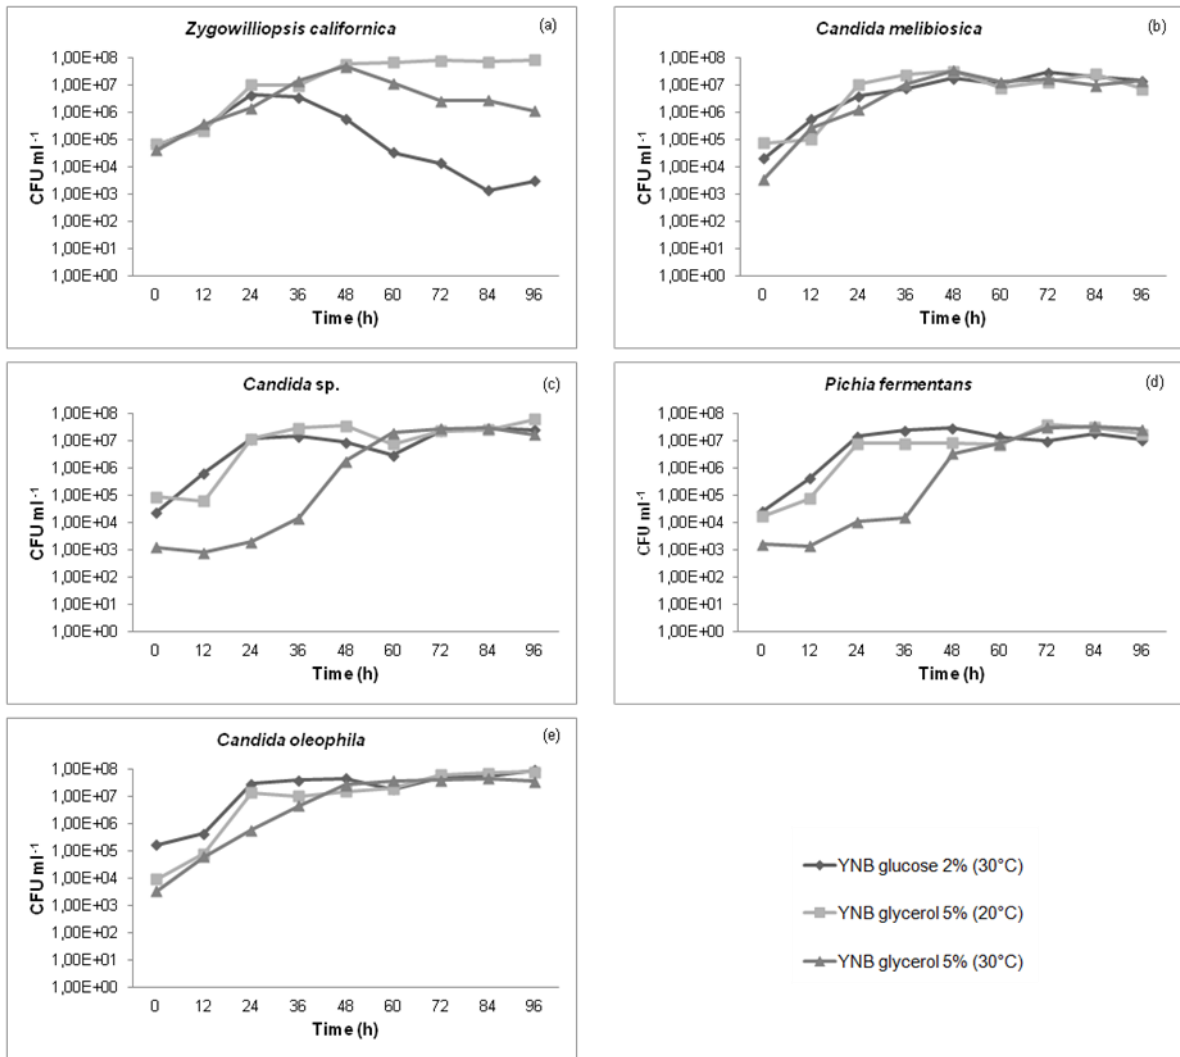 Zygowilliopsis californica
(a)
1,00E+08
1,00E+07
1,00E+06
1,00E+05
1,00E+04
1,00E+03
1,00E+02
1,00E+01
1,00E+00
CFU ml-1
0 12 24 36 48 60 72 84 96
Time (h)
Candida melibiosica
(b)
1,00E+08
1,00E+07
1,00E+06
1,00E+05
1,00E+04
1,00E+03
1,00E+02
1,00E+01
1,00E+00
CFU ml-1
0 12 24 36 48 60 72 84 96
Time (h)
Candida sp.
(c)
1,00E+08
1,00E+07
1,00E+06
1,00E+05
1,00E+04
1,00E+03
1,00E+02
1,00E+01
1,00E+00
CFU ml-1
0 12 24 36 48 60 72 84 96
Time (h)
Pichia fermentans
(d)
1,00E+08
1,00E+07
1,00E+06
1,00E+05
1,00E+04
1,00E+03
1,00E+02
1,00E+01
1,00E+00
CFU ml-1
0 12 24 36 48 60 72 84 96
Time (h)
Candida oleophila
(e)
1,00E+08
1,00E+07
1,00E+06
1,00E+05
1,00E+04
1,00E+03
1,00E+02
1,00E+01
1,00E+00
CFU ml-1
0 12 24 36 48 60 72 84 96
Time (h)
YNB glucose 2% (30°C)
YNB glycerol 5% (20°C)
YNB glycerol 5% (30°C)